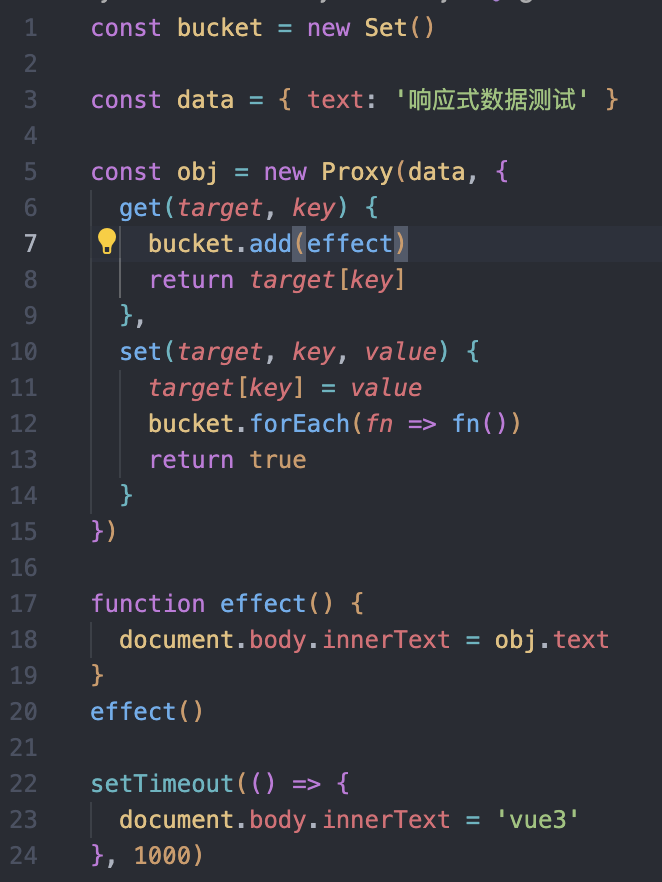 1 const bucket = new Set()
2
3 const data = { text: '响应式数据测试' }
4
5 const obj = new Proxy(data, {
6 get(target, key) {
7 bucket.add(effect)
8 return target[key]
9 },
10 set(target, key, value) {
11 target[key] = value
12 bucket.forEach(fn => fn())
13 return true
14 }
15 })
16
17 function effect() {
18 document.body.innerText = obj.text
19 }
20 effect()
21
22 setTimeout(() => {
23 document.body.innerText = 'vue3'
24 }, 1000)